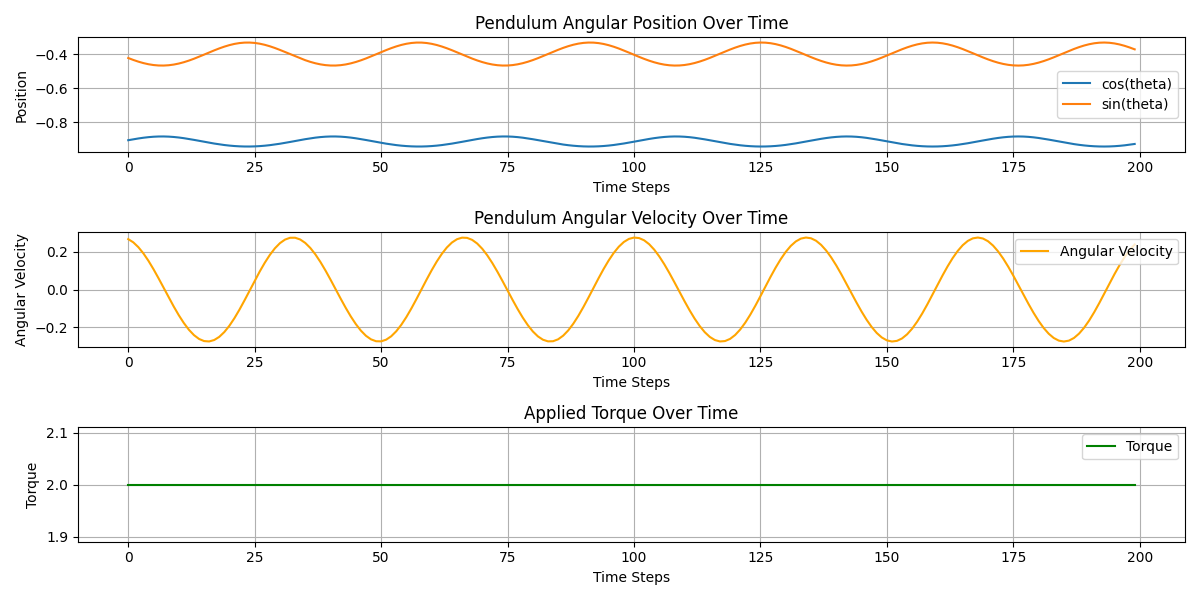 Pendulum Angular Position Over Time
Position
−0.4
−0.6
−0.8
cos(theta)
sin(theta)
0 25 50 75 100 125 150 175 200
Time Steps
Pendulum Angular Velocity Over Time
Angular Velocity
0.2
0.0
−0.2
Angular Velocity
0 25 50 75 100 125 150 175 200
Time Steps
Applied Torque Over Time
Torque
2.1
2.0
1.9
Torque
0 25 50 75 100 125 150 175 200
Time Steps